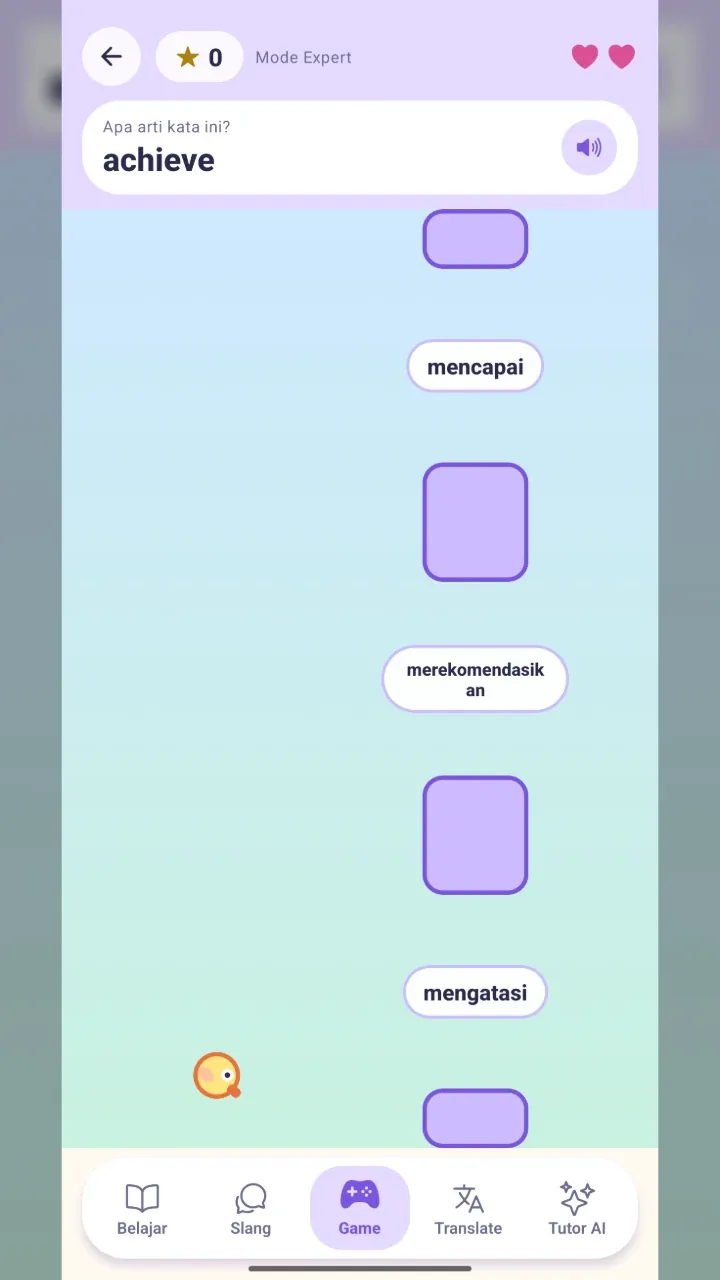 0
Mode Expert
Apa arti kata ini?
achieve
mencapai
merekomendasik
an
mengatasi
Belajar
Slang
Game
Translate
Tutor AI